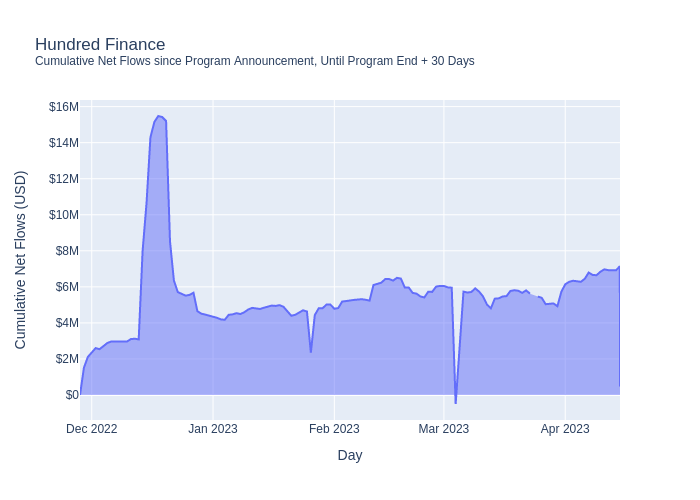 Hundred Finance
Cumulative Net Flows since Program Announcement, Until Program End + 30 Days
Cumulative Net Flows (USD)
$16M
$14M
$12M
$10M
$8M
$6M
$4M
$2M
$0
Dec 2022 Jan 2023 Feb 2023 Mar 2023 Apr 2023
Day